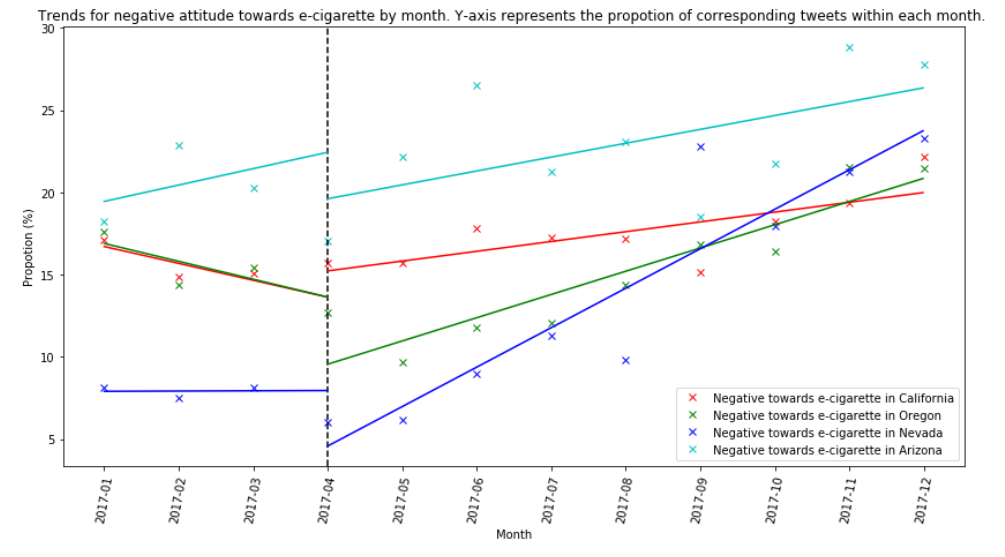 Trends for negative attitude towards e-cigarette by month. Y-axis represents the propotion of corresponding tweets within each month.
30
25
20
15
10
5
Propotion (%)
Negative towards e-cigarette in California
Negative towards e-cigarette in Oregon
Negative towards e-cigarette in Nevada
Negative towards e-cigarette in Arizona
2017-01
2017-02
2017-03
2017-04
2017-05
2017-06
2017-07
2017-08
2017-09
2017-10
2017-11
2017-12
Month